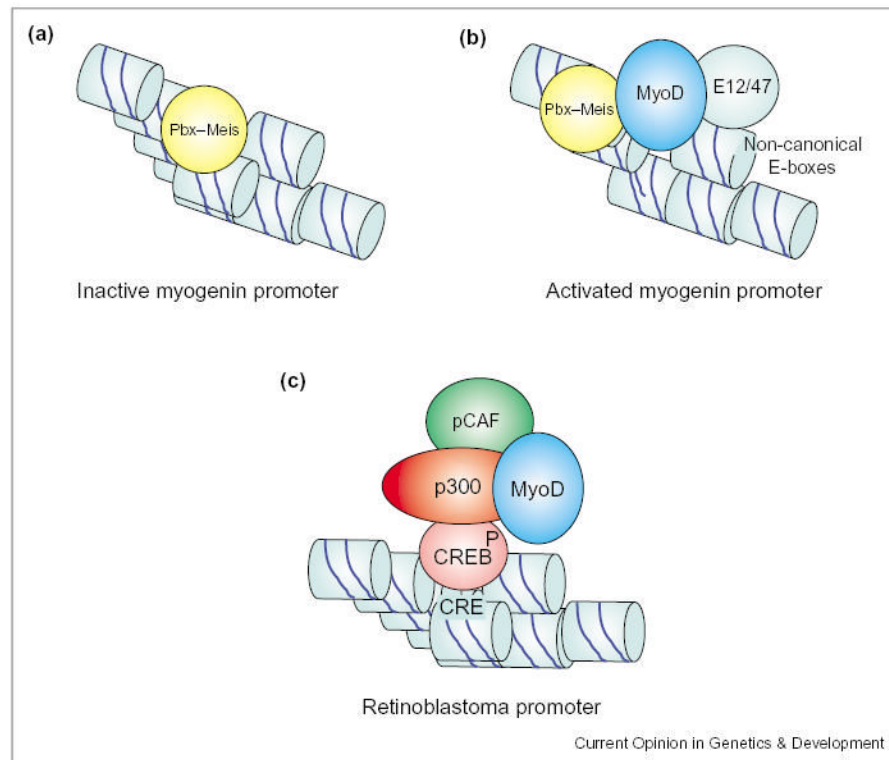 (a)
Pbx–Meis
Inactive myogenin promoter
(b)
Pbx–Meis
MyoD
E12/47
Non-canonical
E-boxes
Activated myogenin promoter
(c)
pCAF
p300
MyoD
P
CREB
CRE
Retinoblastoma promoter
Current Opinion in Genetics & Development